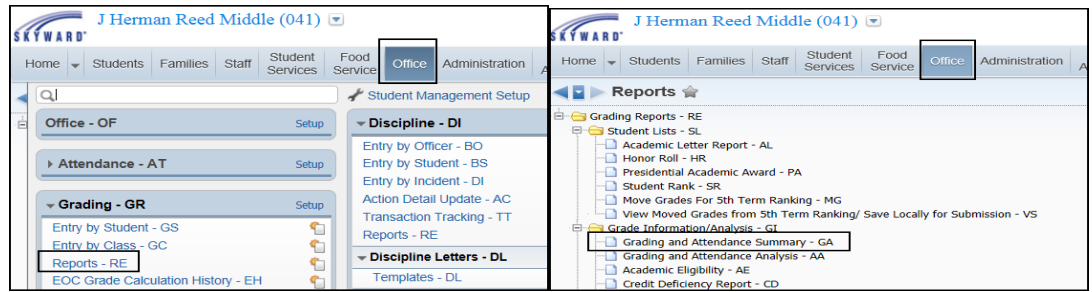 J Herman Reed Middle (041)
SKYWARD®
Home Students Families Staff Student Services Food Service Office Administration A
Student Management Setup
Office - OF Setup
Attendance - AT Setup
Grading - GR Setup
Entry by Student - GS
Entry by Class - GC
Reports - RE
EOC Grade Calculation History - EH
Discipline - DI
Entry by Officer - BO
Entry by Student - BS
Entry by Incident - DI
Action Detail Update - AC
Transaction Tracking - TT
Reports - RE
Discipline Letters - DL
Templates - DL
J Herman Reed Middle (041)
SKYWARD®
Home Students Families Staff Student Services Food Service Office Administration A
Reports
Grading Reports - RE
Student Lists - SL
Academic Letter Report - AL
Honor Roll - HR
Presidential Academic Award - PA
Student Rank - SR
Move Grades For 5th Term Ranking - MG
View Moved Grades from 5th Term Ranking/ Save Locally for Submission - VS
Grade Information/Analysis - GI
Grading and Attendance Summary - GA
Grading and Attendance Analysis - AA
Academic Eligibility - AE
Credit Deficiency Report - CD